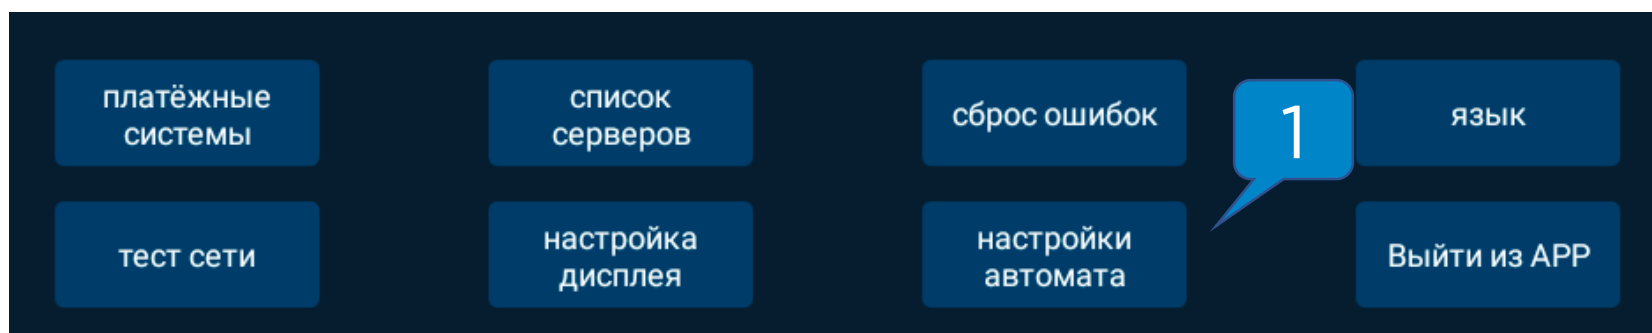 платёжные
системы
список
серверов
сброс ошибок
1
язык
тест сети
настройка
дисплея
настройки
автомата
Выйти из APP